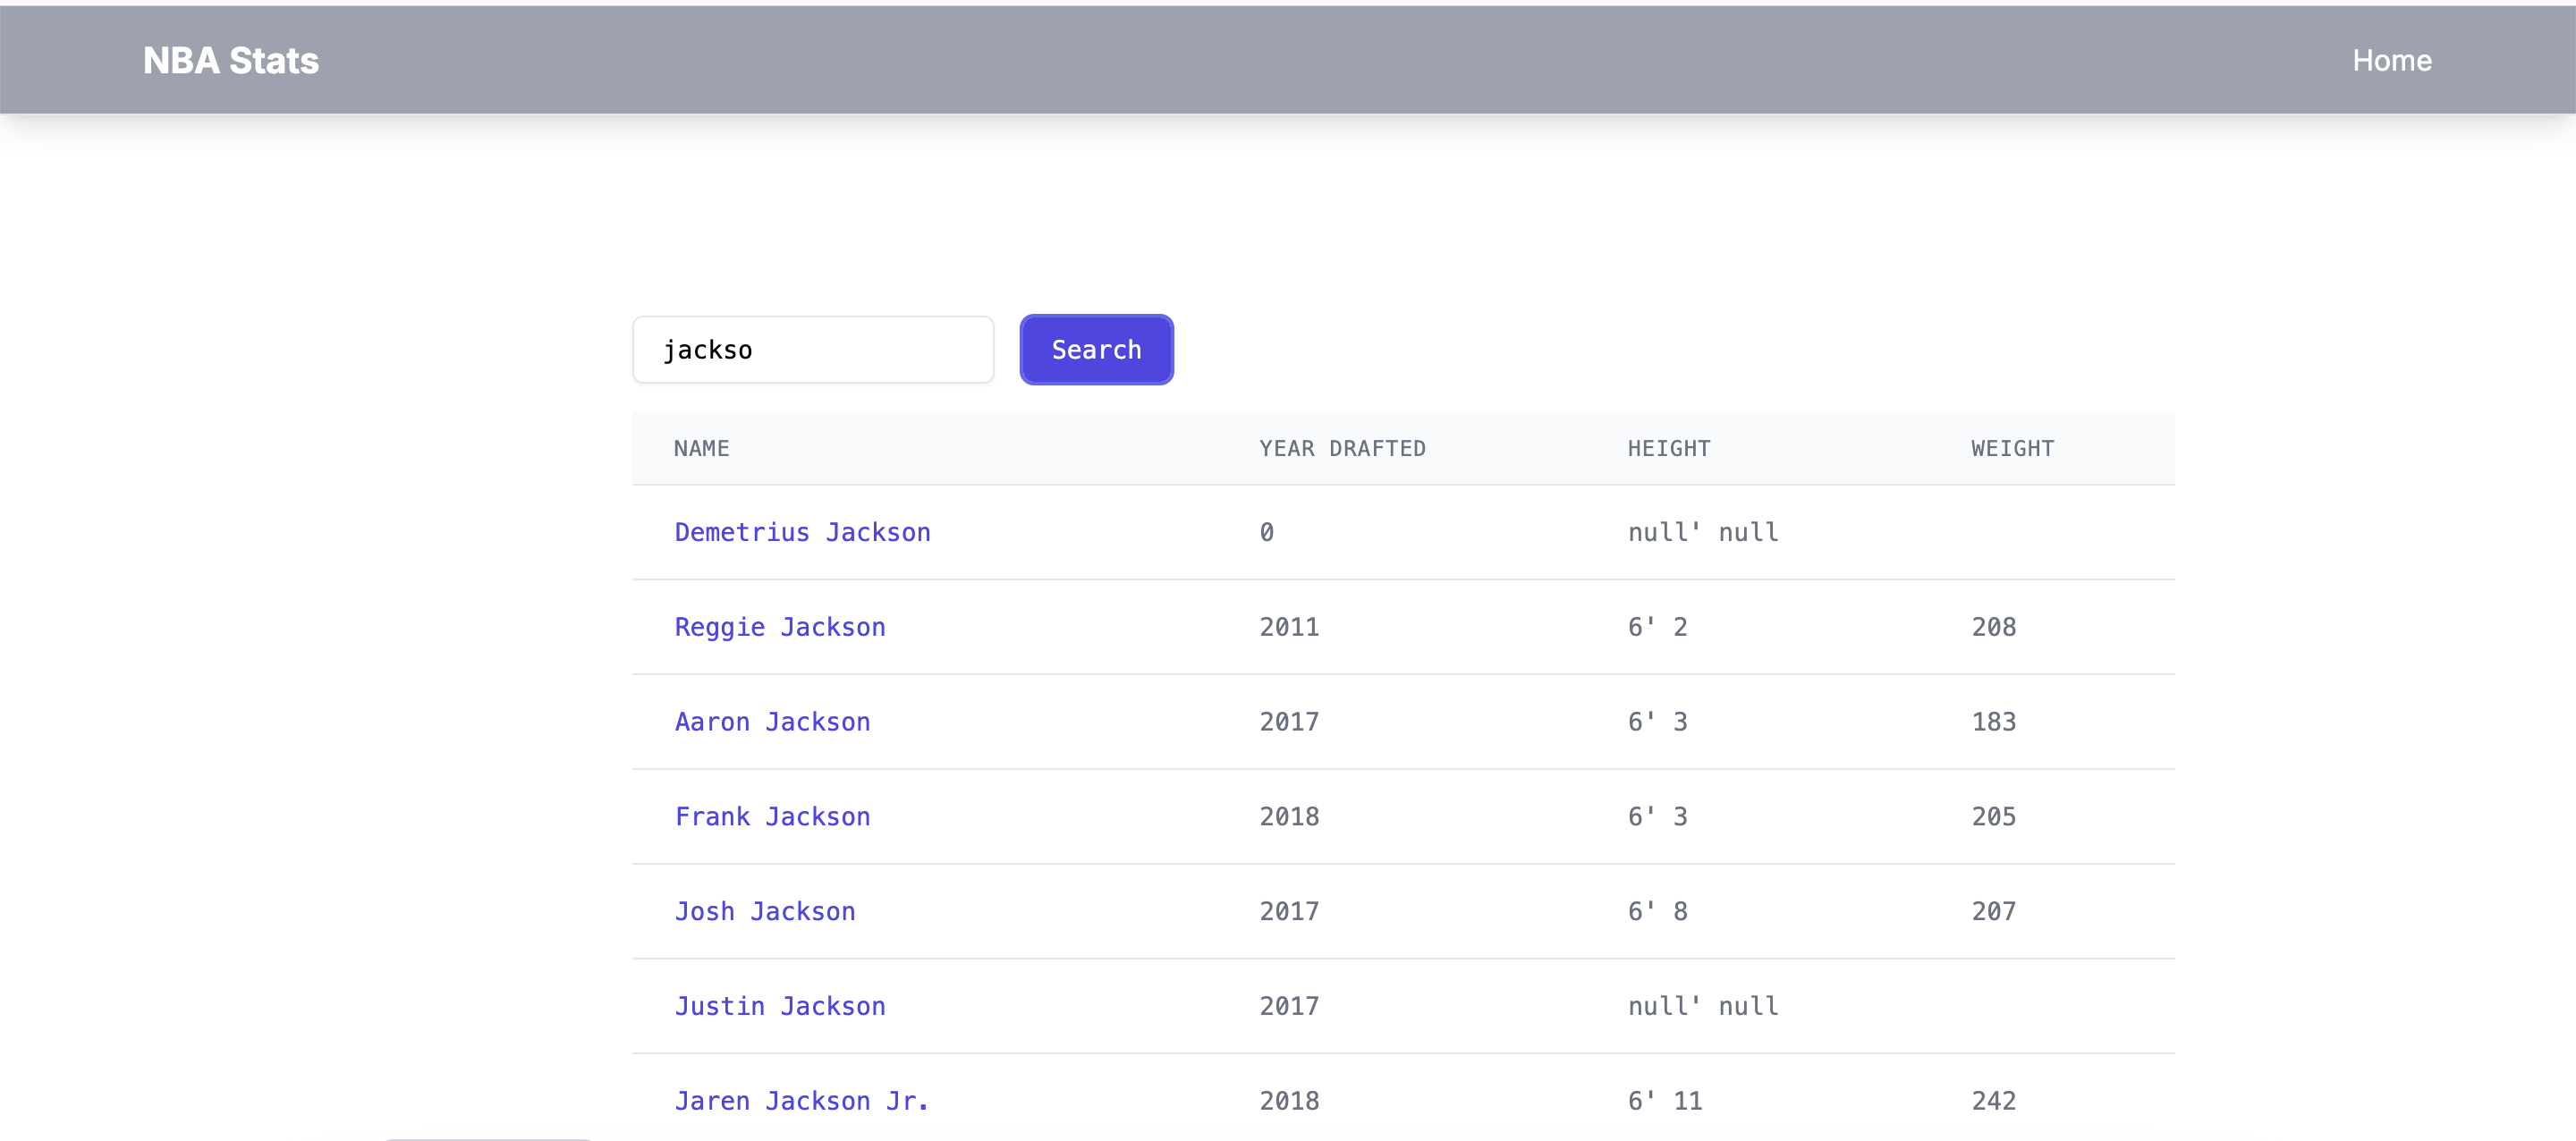 NBA Stats Home
jackso Search
NAME YEAR DRAFTED HEIGHT WEIGHT
Demetrius Jackson 0 null' null
Reggie Jackson 2011 6' 2 208
Aaron Jackson 2017 6' 3 183
Frank Jackson 2018 6' 3 205
Josh Jackson 2017 6' 8 207
Justin Jackson 2017 null' null
Jaren Jackson Jr. 2018 6' 11 242